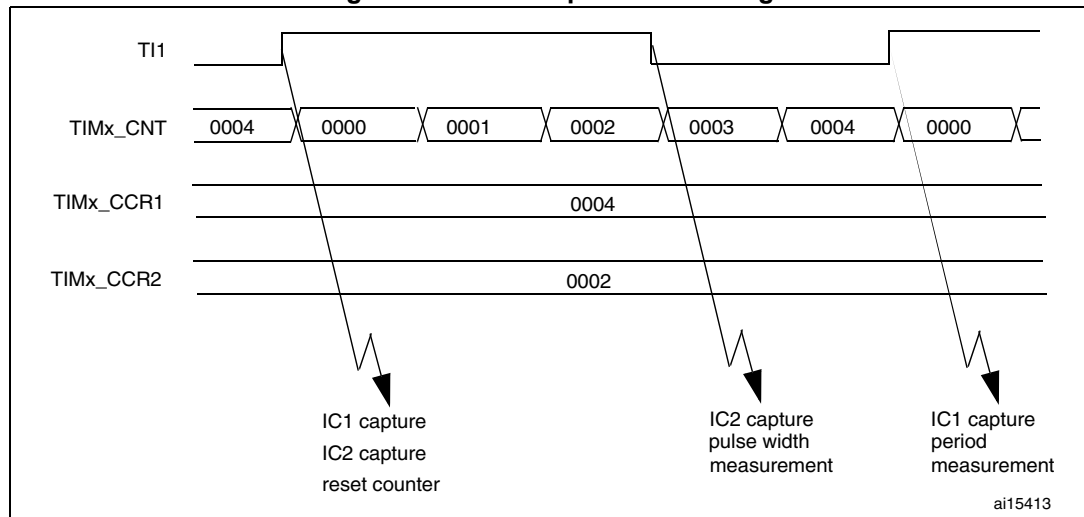 TI1
TIMx_CNT 0004 0000 0001 0002 0003 0004 0000
TIMx_CCR1 0004
TIMx_CCR2 0002
IC1 capture
IC2 capture
reset counter
IC2 capture
pulse width
measurement
IC1 capture
period
measurement
ai15413